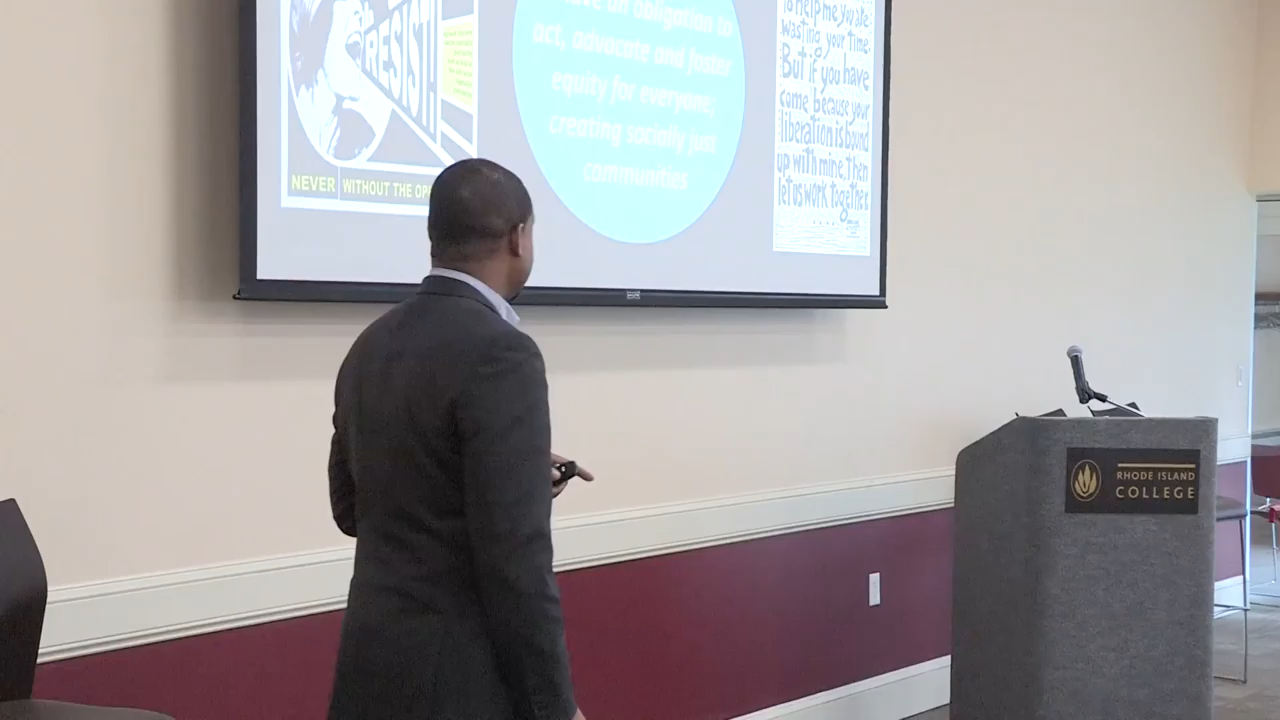 RESIST!!
NEVER WITHOUT THE
an obligation to
act, advocate and foster
equity for everyone;
creating socially just
communities
to help me you are
wasting your time.
But if you have
come because your
liberation is bound
up with mine, then
let us work together.
RHODE ISLAND
COLLEGE